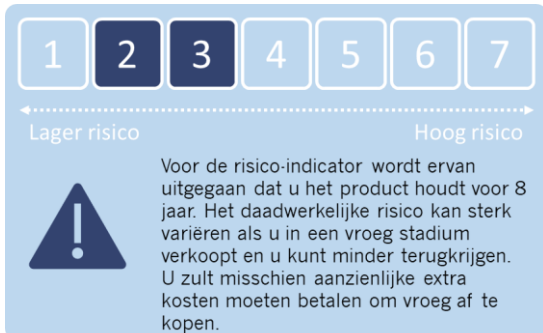 1 2 3 4 5 6 7
Lager risico Hoog risico
Voor de risico-indicator wordt ervan
uitgegaan dat u het product houdt voor 8
jaar. Het daadwerkelijke risico kan sterk
variëren als u in een vroeg stadium
verkoopt en u kunt minder terugkrijgen.
U zult misschien aanzienlijke extra
kosten moeten betalen om vroeg af te
kopen.